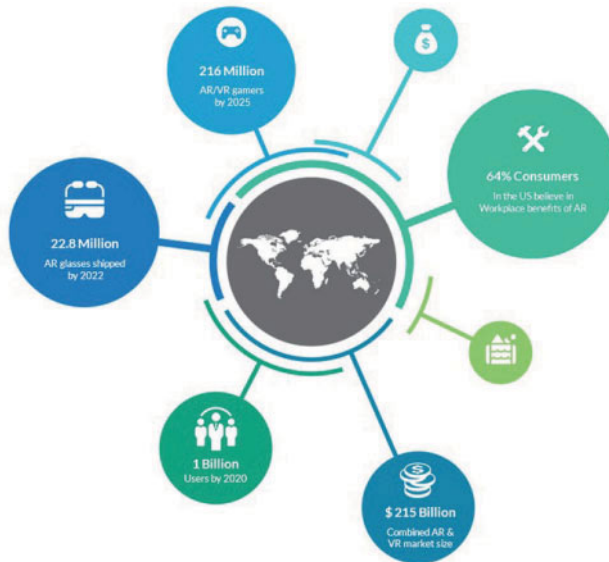 216 Million
AR/VR gamers
by 2025
$
64% Consumers
In the US believe in
Workplace benefits of AR
22.8 Million
AR glasses shipped
by 2022
1 Billion
Users by 2020
$
$ 215 Billion
Combined AR &
VR market size